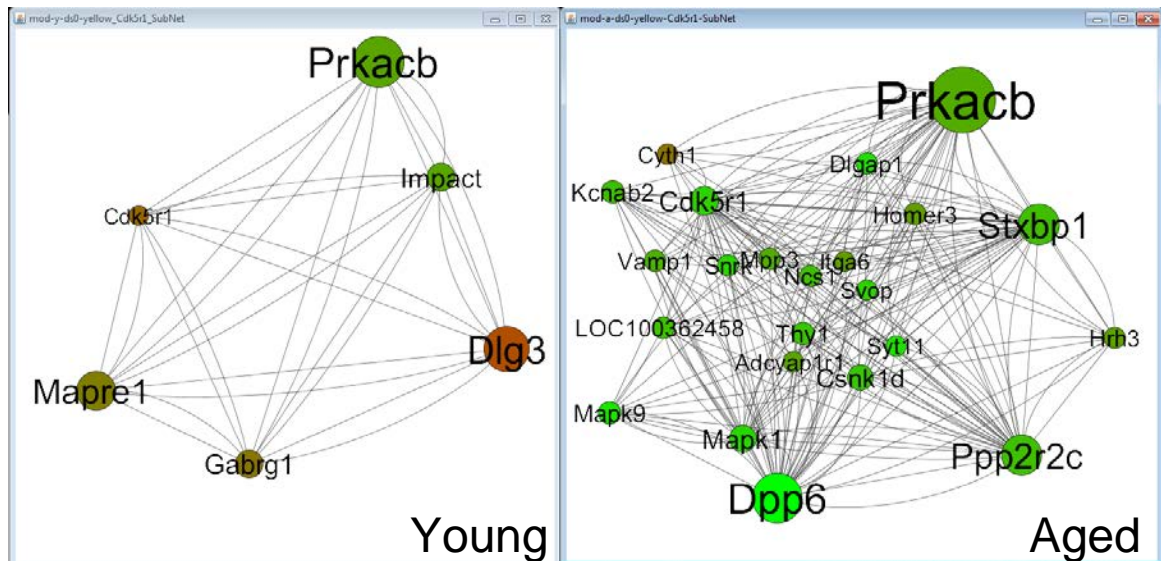 mod-y-ds0-yellow_Cdk5r1_SubNet
Prkacb
Impact
Cdk5r1
Dlg3
Mapre1
Gabrg1
Young
mod-a-ds0-yellow-Cdk5r1-SubNet
Prkacb
Cyth1
Dlgap1
Kcnab2
Cdk5r1
Homer3
Stxbp1
Vamp1
Snrk
Mpp3
Itga6
Ncs1
Svop
LOC100362458
Thy1
Hrh3
Adcyap1r1
Syt11
Csnk1d
Mapk9
Mapk1
Ppp2r2c
Dpp6
Aged